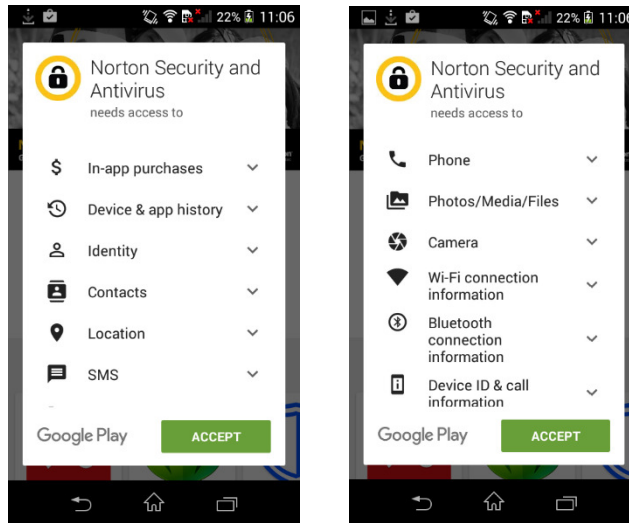 22% 11:06
Norton Security and
Antivirus
needs access to
In-app purchases
Device & app history
Identity
Contacts
Location
SMS
Google Play
ACCEPT
22% 11:06
Norton Security and
Antivirus
needs access to
Phone
Photos/Media/Files
Camera
Wi-Fi connection
information
Bluetooth
connection
information
Device ID & call
information
Google Play
ACCEPT